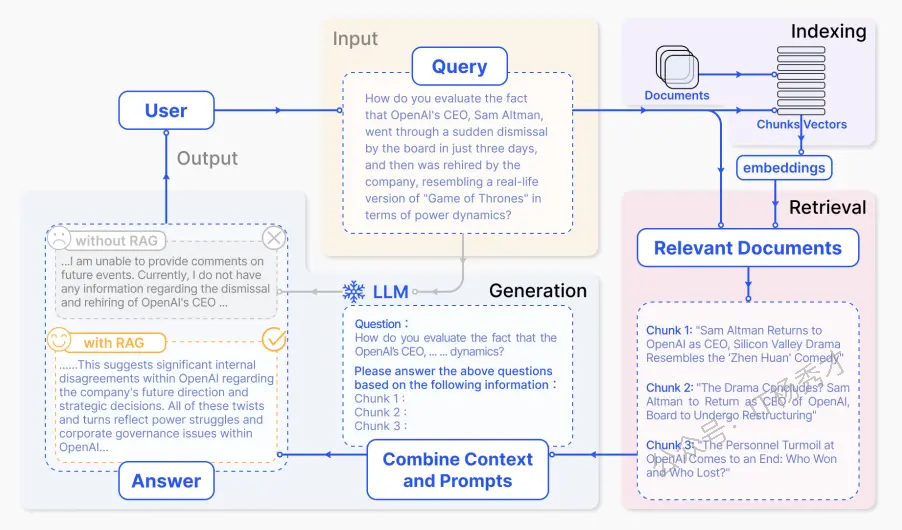 Input
Query
How do you evaluate the fact
that OpenAI's CEO, Sam Altman,
went through a sudden dismissal
by the board in just three days,
and then was rehired by the
company, resembling a real-life
version of "Game of Thrones" in
terms of power dynamics?
Indexing
Documents
Chunks Vectors
embeddings
User
Output
Retrieval
Relevant Documents
Chunk 1: "Sam Altman Returns to
OpenAI as CEO, Silicon Valley Drama
Resembles the 'Zhen Huan' Comedy"
Chunk 2: "The Drama Concludes? Sam
Altman to Return as CEO of OpenAI,
Board to Undergo Restructuring"
Chunk 3: "The Personnel Turmoil at
OpenAI Comes to an End: Who Won
and Who Lost?"
公众号：IT杨秀才
Generation
LLM
Question：
How do you evaluate the fact that the
OpenAI's CEO, ... ... dynamics?
Please answer the above questions
based on the following information：
Chunk 1：
Chunk 2：
Chunk 3：
Combine Context
and Prompts
without RAG
...I am unable to provide comments on
future events. Currently, I do not have
any information regarding the dismissal
and rehiring of OpenAI's CEO ...
with RAG
......This suggests significant internal
disagreements within OpenAI regarding
the company's future direction and
strategic decisions. All of these twists
and turns reflect power struggles and
corporate governance issues within
OpenAI...
Answer